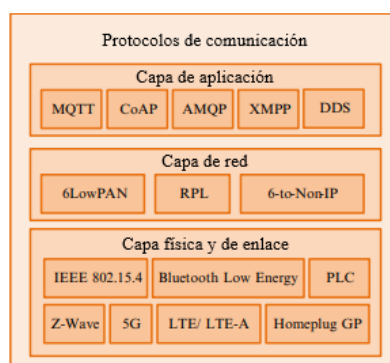 Protocolos de comunicación
Capa de aplicación
MQTT CoAP AMQP XMPP DDS
Capa de red
6LowPAN RPL 6-to-Non-IP
Capa física y de enlace
IEEE 802.15.4 Bluetooth Low Energy PLC
Z-Wave 5G LTE/ LTE-A Homeplug GP